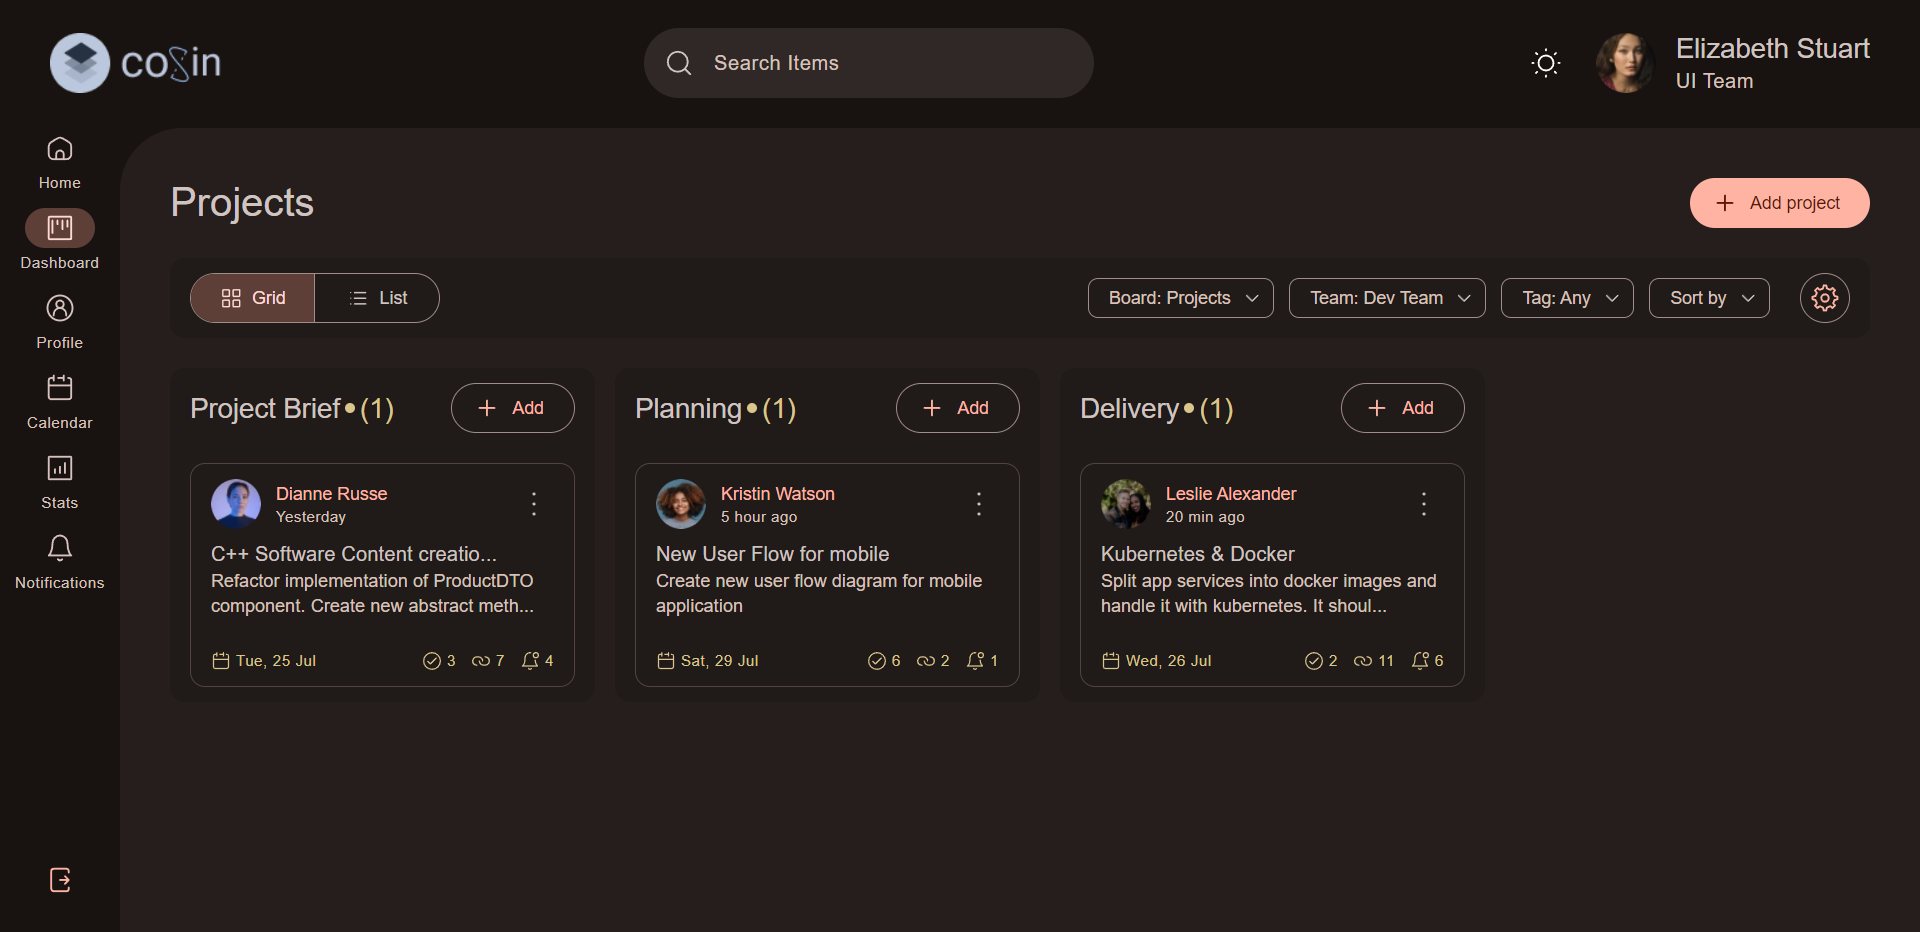 co in
Search Items
Elizabeth Stuart
UI Team
Home
Dashboard
Profile
Calendar
Stats
Notifications
Projects
Add project
Grid
List
Board: Projects
Team: Dev Team
Tag: Any
Sort by
Project Brief•(1)
Add
Dianne Russe
Yesterday
C++ Software Content creatio...
Refactor implementation of ProductDTO
component. Create new abstract meth...
Tue, 25 Jul
3
7
4
Planning•(1)
Add
Kristin Watson
5 hour ago
New User Flow for mobile
Create new user flow diagram for mobile
application
Sat, 29 Jul
6
2
1
Delivery•(1)
Add
Leslie Alexander
20 min ago
Kubernetes & Docker
Split app services into docker images and
handle it with kubernetes. It shoul...
Wed, 26 Jul
2
11
6